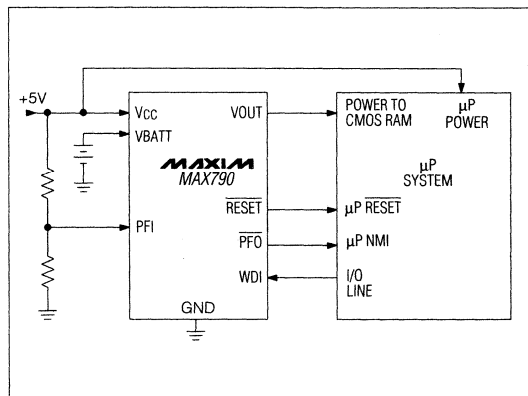 +5V
VCC
VBATT
PFI
VOUT
MAXIM
MAX790
RESET
PFO
WDI
GND
POWER TO
CMOS RAM
µP
POWER
µP
SYSTEM
µP RESET
µP NMI
I/O
LINE